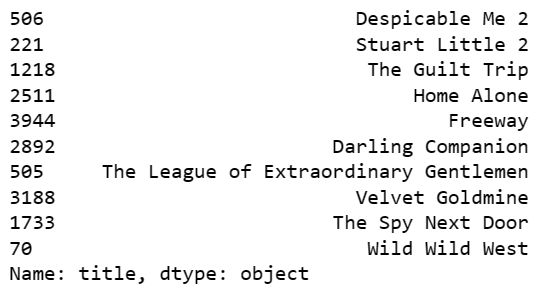 506 Despicable Me 2
221 Stuart Little 2
1218 The Guilt Trip
2511 Home Alone
3944 Freeway
2892 Darling Companion
505 The League of Extraordinary Gentlemen
3188 Velvet Goldmine
1733 The Spy Next Door
70 Wild Wild West
Name: title, dtype: object